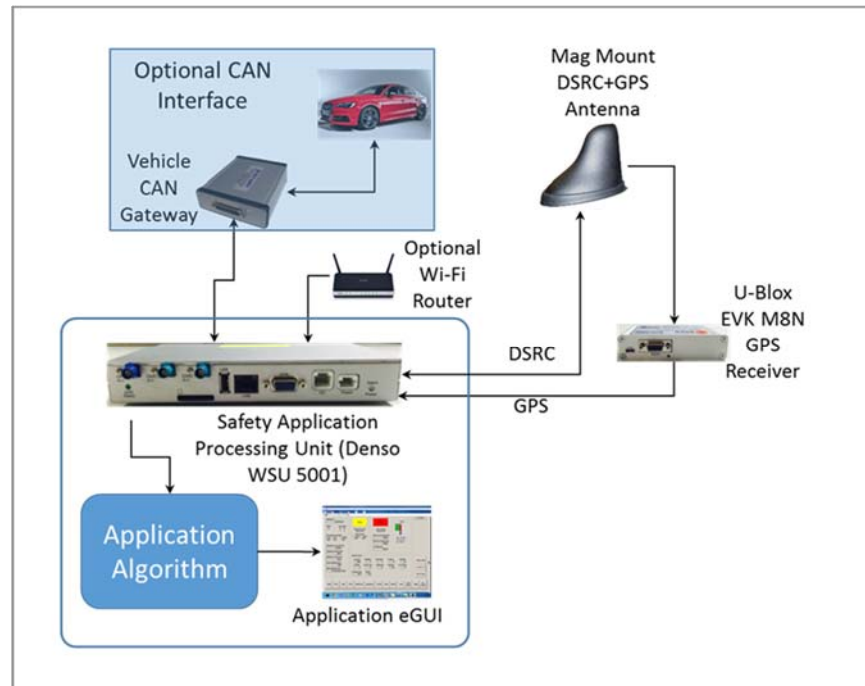 Optional CAN
Interface
Vehicle
CAN
Gateway
Mag Mount
DSRC+GPS
Antenna
Optional
Wi-Fi
Router
U-Blox
EVK M8N
GPS
Receiver
DSRC
GPS
Safety Application
Processing Unit (Denso
WSU 5001)
Application
Algorithm
Application eGUI